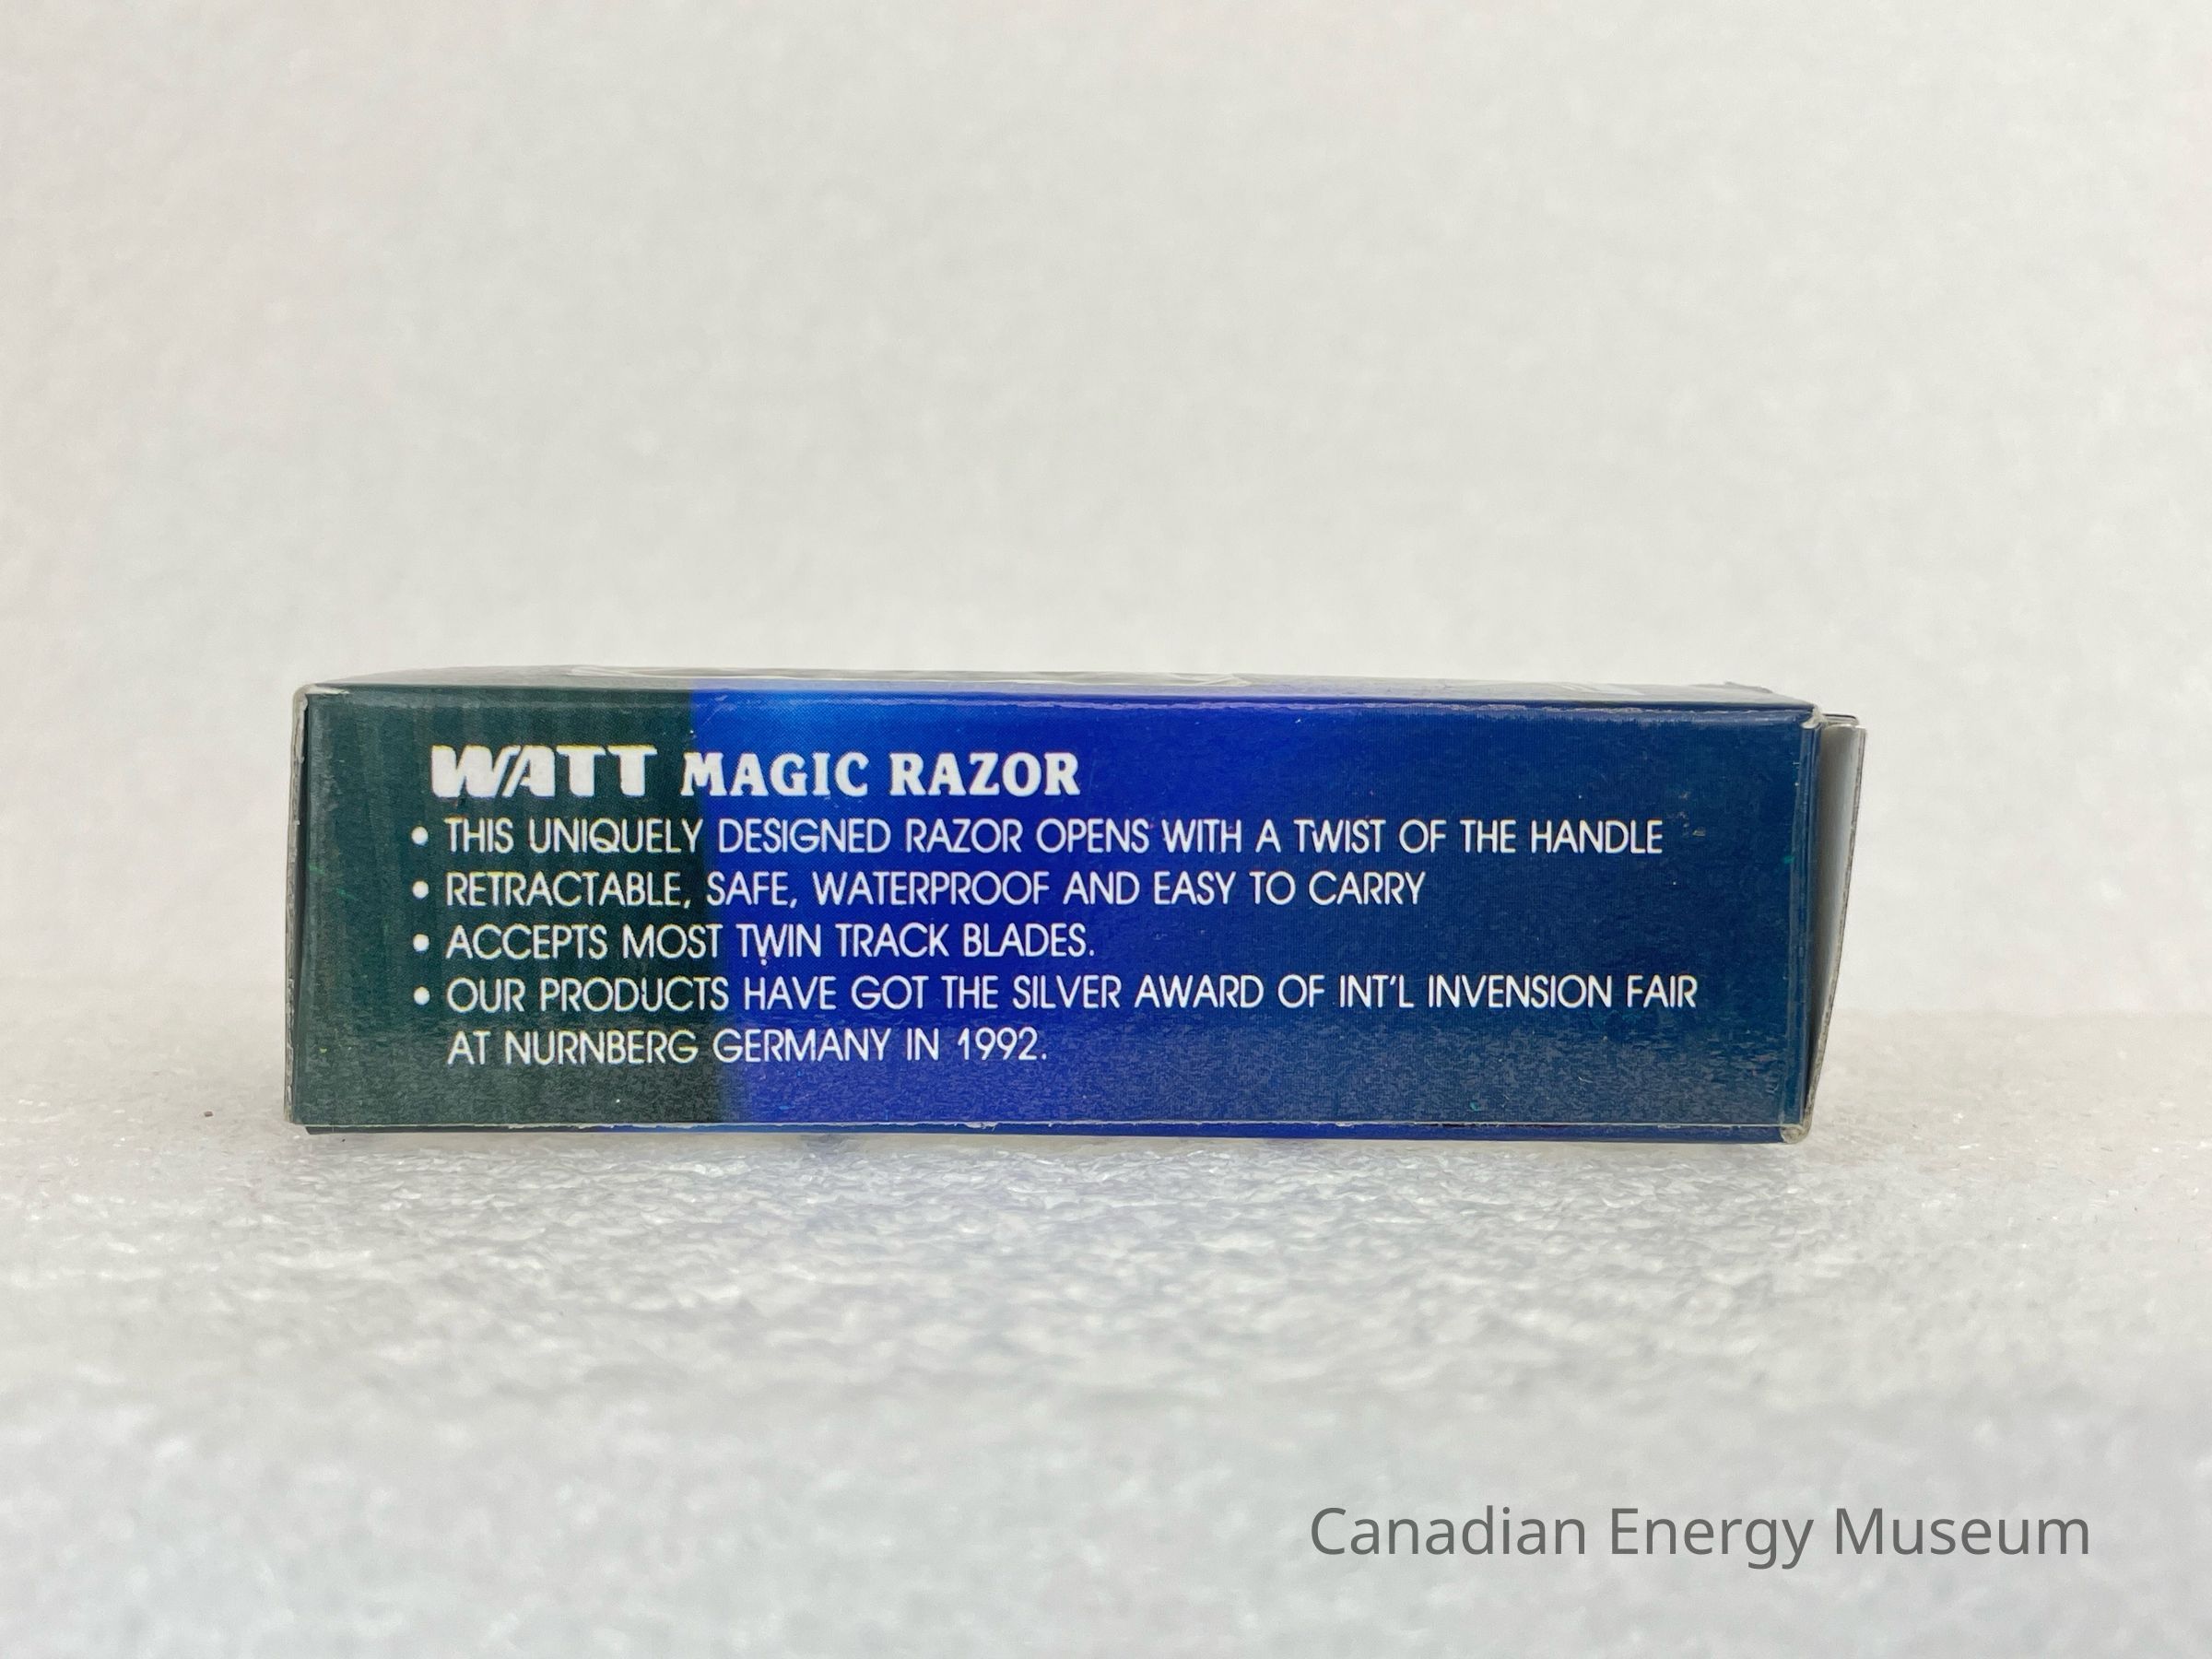 WATT MAGIC RAZOR
• THIS UNIQUELY DESIGNED RAZOR OPENS WITH A TWIST OF THE HANDLE
• RETRACTABLE, SAFE, WATERPROOF AND EASY TO CARRY
• ACCEPTS MOST TWIN TRACK BLADES.
• OUR PRODUCTS HAVE GOT THE SILVER AWARD OF INT'L INVENSION FAIR
AT NURNBERG GERMANY IN 1992.
Canadian Energy Museum